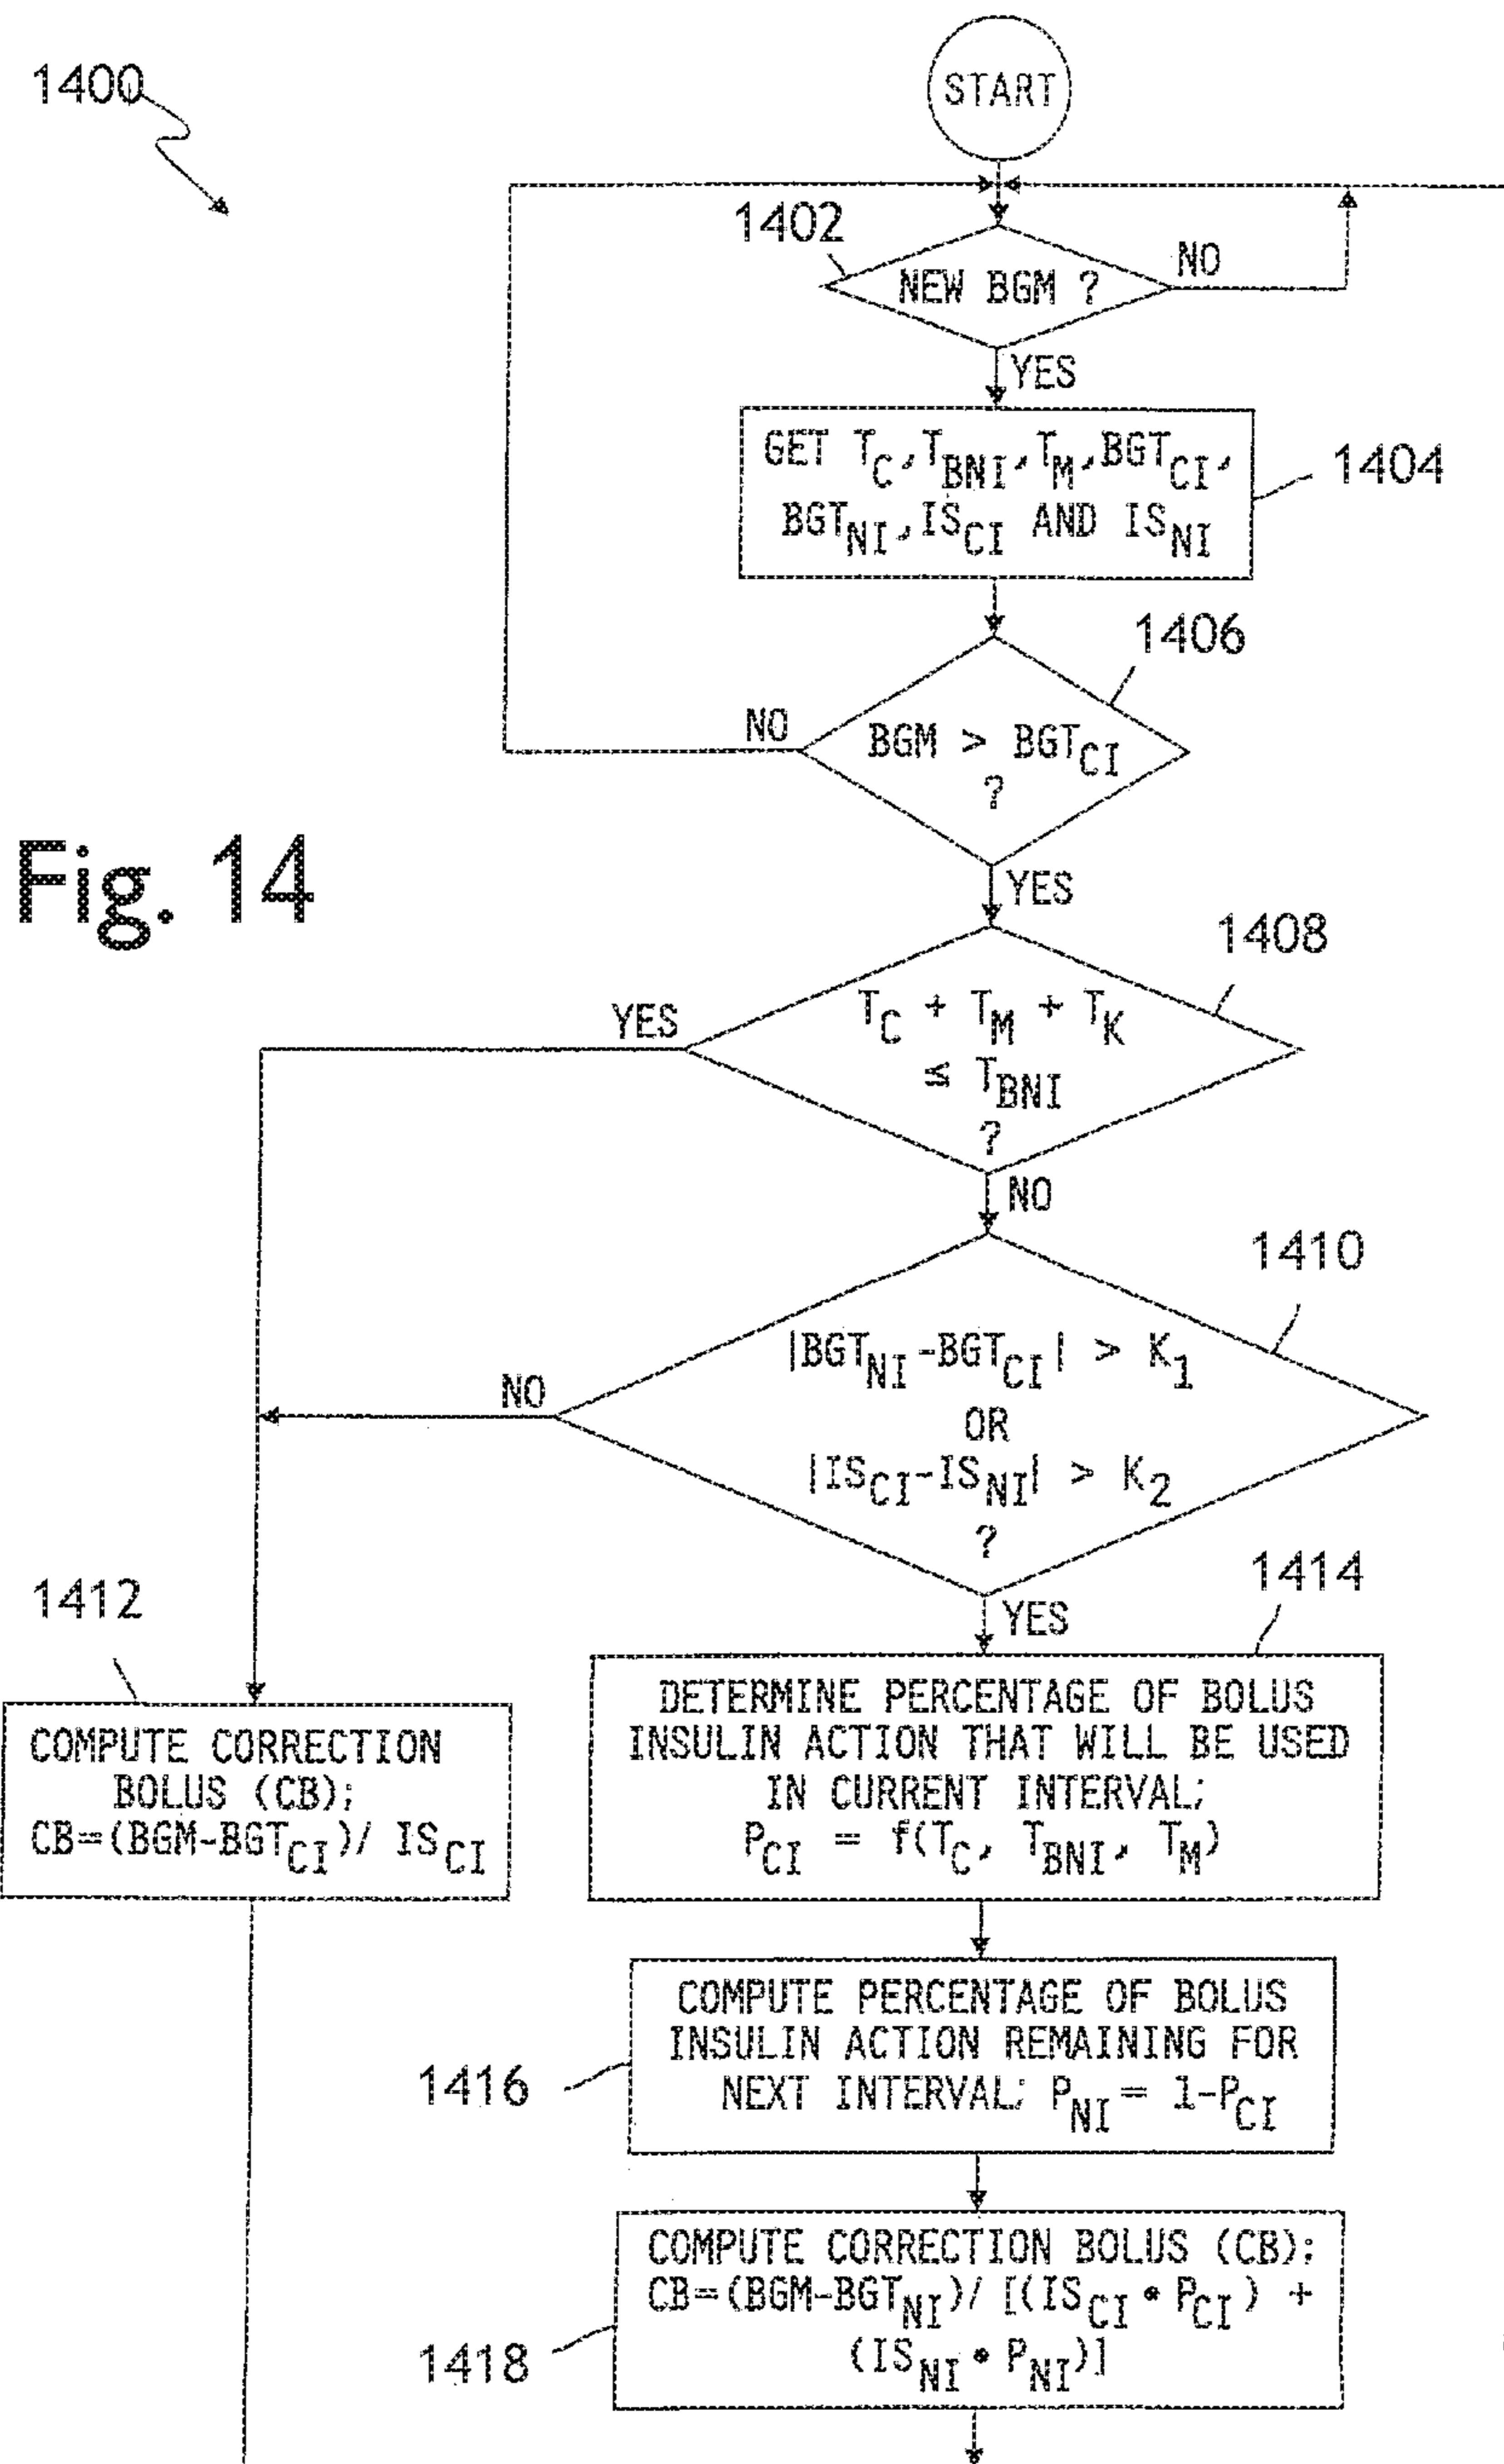 1400
START
1402
NEW BGM ?
NO
YES
GET T_C, T_BNI, T_M, BGT_CI,
BGT_NI, IS_CI AND IS_NI
1404
1406
BGM > BGT_CI
?
NO
YES
Fig. 14
1408
T_C + T_M + T_K
≤ T_BNI
?
YES
NO
1410
|BGT_NI-BGT_CI| > K_1
OR
|IS_CI-IS_NI| > K_2
?
NO
YES
1412
COMPUTE CORRECTION
BOLUS (CB);
CB=(BGM-BGT_CI)/ IS_CI
1414
DETERMINE PERCENTAGE OF BOLUS
INSULIN ACTION THAT WILL BE USED
IN CURRENT INTERVAL;
P_CI = f(T_C, T_BNI, T_M)
COMPUTE PERCENTAGE OF BOLUS
INSULIN ACTION REMAINING FOR
NEXT INTERVAL; P_NI = 1-P_CI
1416
COMPUTE CORRECTION BOLUS (CB);
CB=(BGM-BGT_NI)/ [(IS_CI • P_CI) +
(IS_NI • P_NI)]
1418